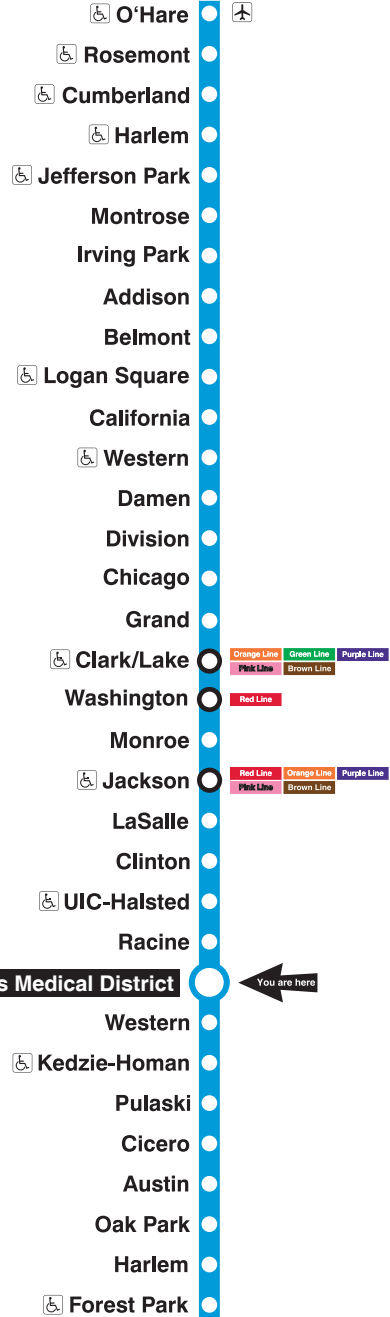 O‘Hare
Rosemont
Cumberland
Harlem
Jefferson Park
Montrose
Irving Park
Addison
Belmont
Logan Square
California
Western
Damen
Division
Chicago
Grand
Clark/Lake
Orange Line Green Line Purple Line
Pink Line Brown Line
Washington Red Line
Monroe
Jackson
Red Line Orange Line Purple Line
Pink Line Brown Line
LaSalle
Clinton
UIC-Halsted
Racine
s Medical District You are here
Western
Kedzie-Homan
Pulaski
Cicero
Austin
Oak Park
Harlem
Forest Park